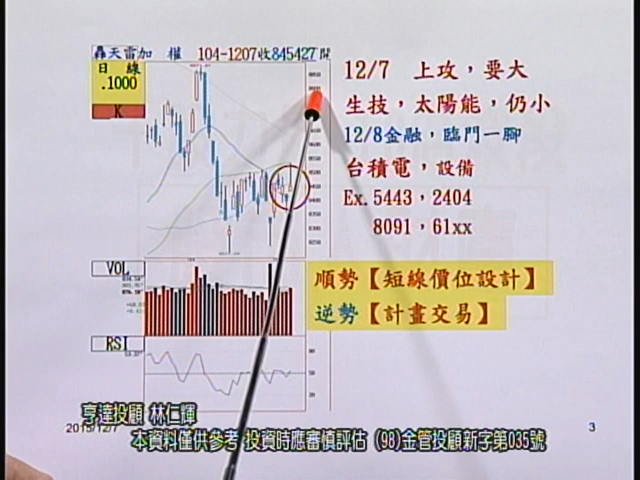 轟天雷加 權 104-1207收845427開
日 線
.1000
K
12/7 上攻，要大
生技，太陽能，仍小
12/8金融，臨門一腳
台積電，設備
Ex. 5443，2404
8091，61xx
VOL
順勢【短線價位設計】
逆勢【計畫交易】
RSI
亨達投顧 林仁輝
2015/12/7
3
本資料僅供參考 投資時應審慎評估 (98)金管投顧新字第035號